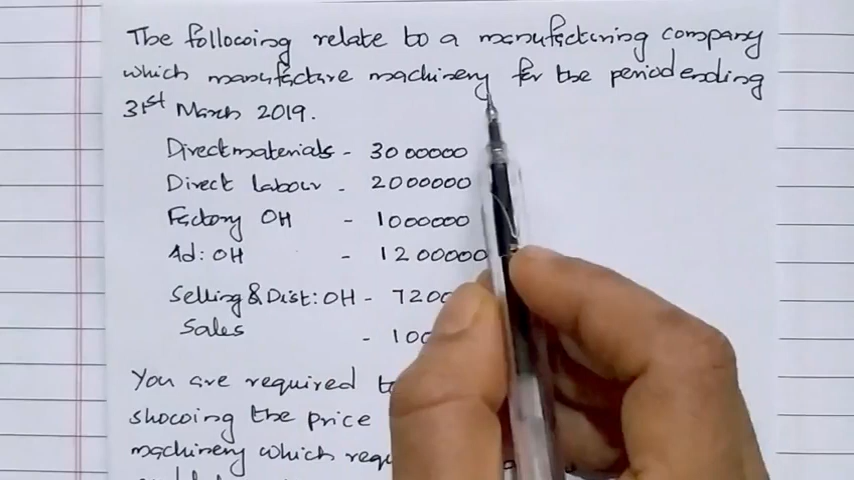 The following relate to a manufacturing company
which manufacture machinery for the period ending
31st March 2019.
Direct materials - 3000000
Direct labour - 2000000
Factory OH - 1000000
Ad: OH - 1200000
Selling & Dist: OH - 720
Sales - 100
You are required
showing the price
machinery which